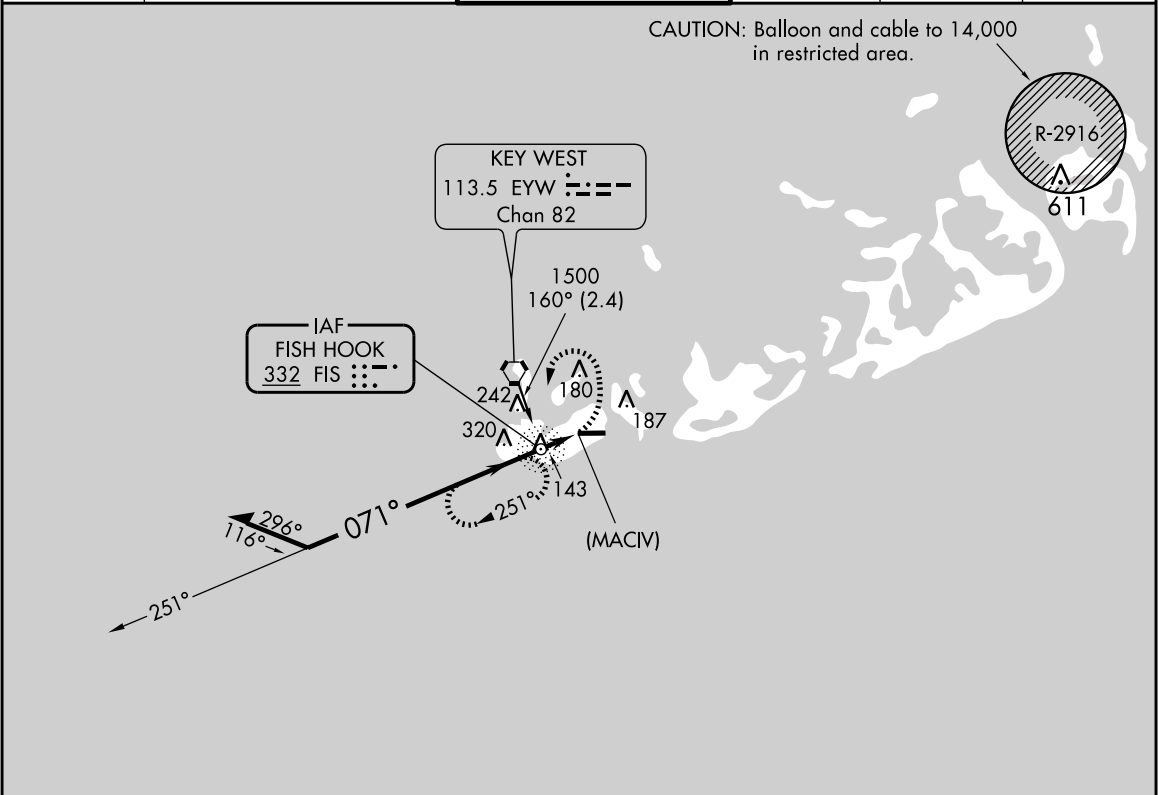 CAUTION: Balloon and cable to 14,000
in restricted area.
R-2916
611
KEY WEST
113.5 EYW
Chan 82
1500
160° (2.4)
IAF
FISH HOOK
332 FIS
242
180
187
320
143
251°
(MACIV)
071°
296°
116°
251°